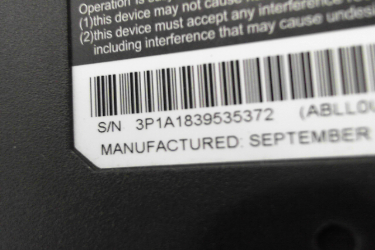 Operation is
(1)this device may not cause
(2)this device must accept any interference
including interference that may cause
S/N 3P1A1839535372 (ABLL0
MANUFACTURED: SEPTEMBER